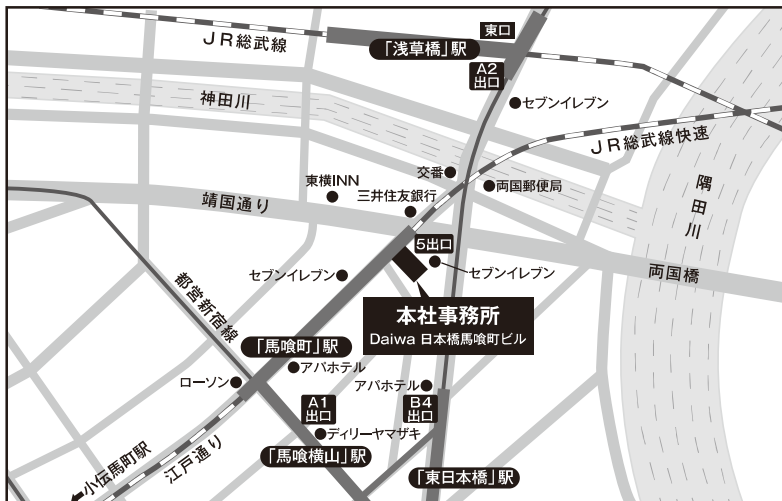 東口
JR総武線
「浅草橋」駅
A2
出口
セブンイレブン
神田川
JR総武線快速
交番
東横INN
両国郵便局
隅田川
三井住友銀行
靖国通り
5出口
セブンイレブン
セブンイレブン
両国橋
都営新宿線
本社事務所
Daiwa 日本橋馬喰町ビル
「馬喰町」駅
アパホテル
ローソン
アパホテル
A1
出口
B4
出口
ディリーヤマザキ
江戸通り
「馬喰横山」駅
小伝馬町駅
「東日本橋」駅